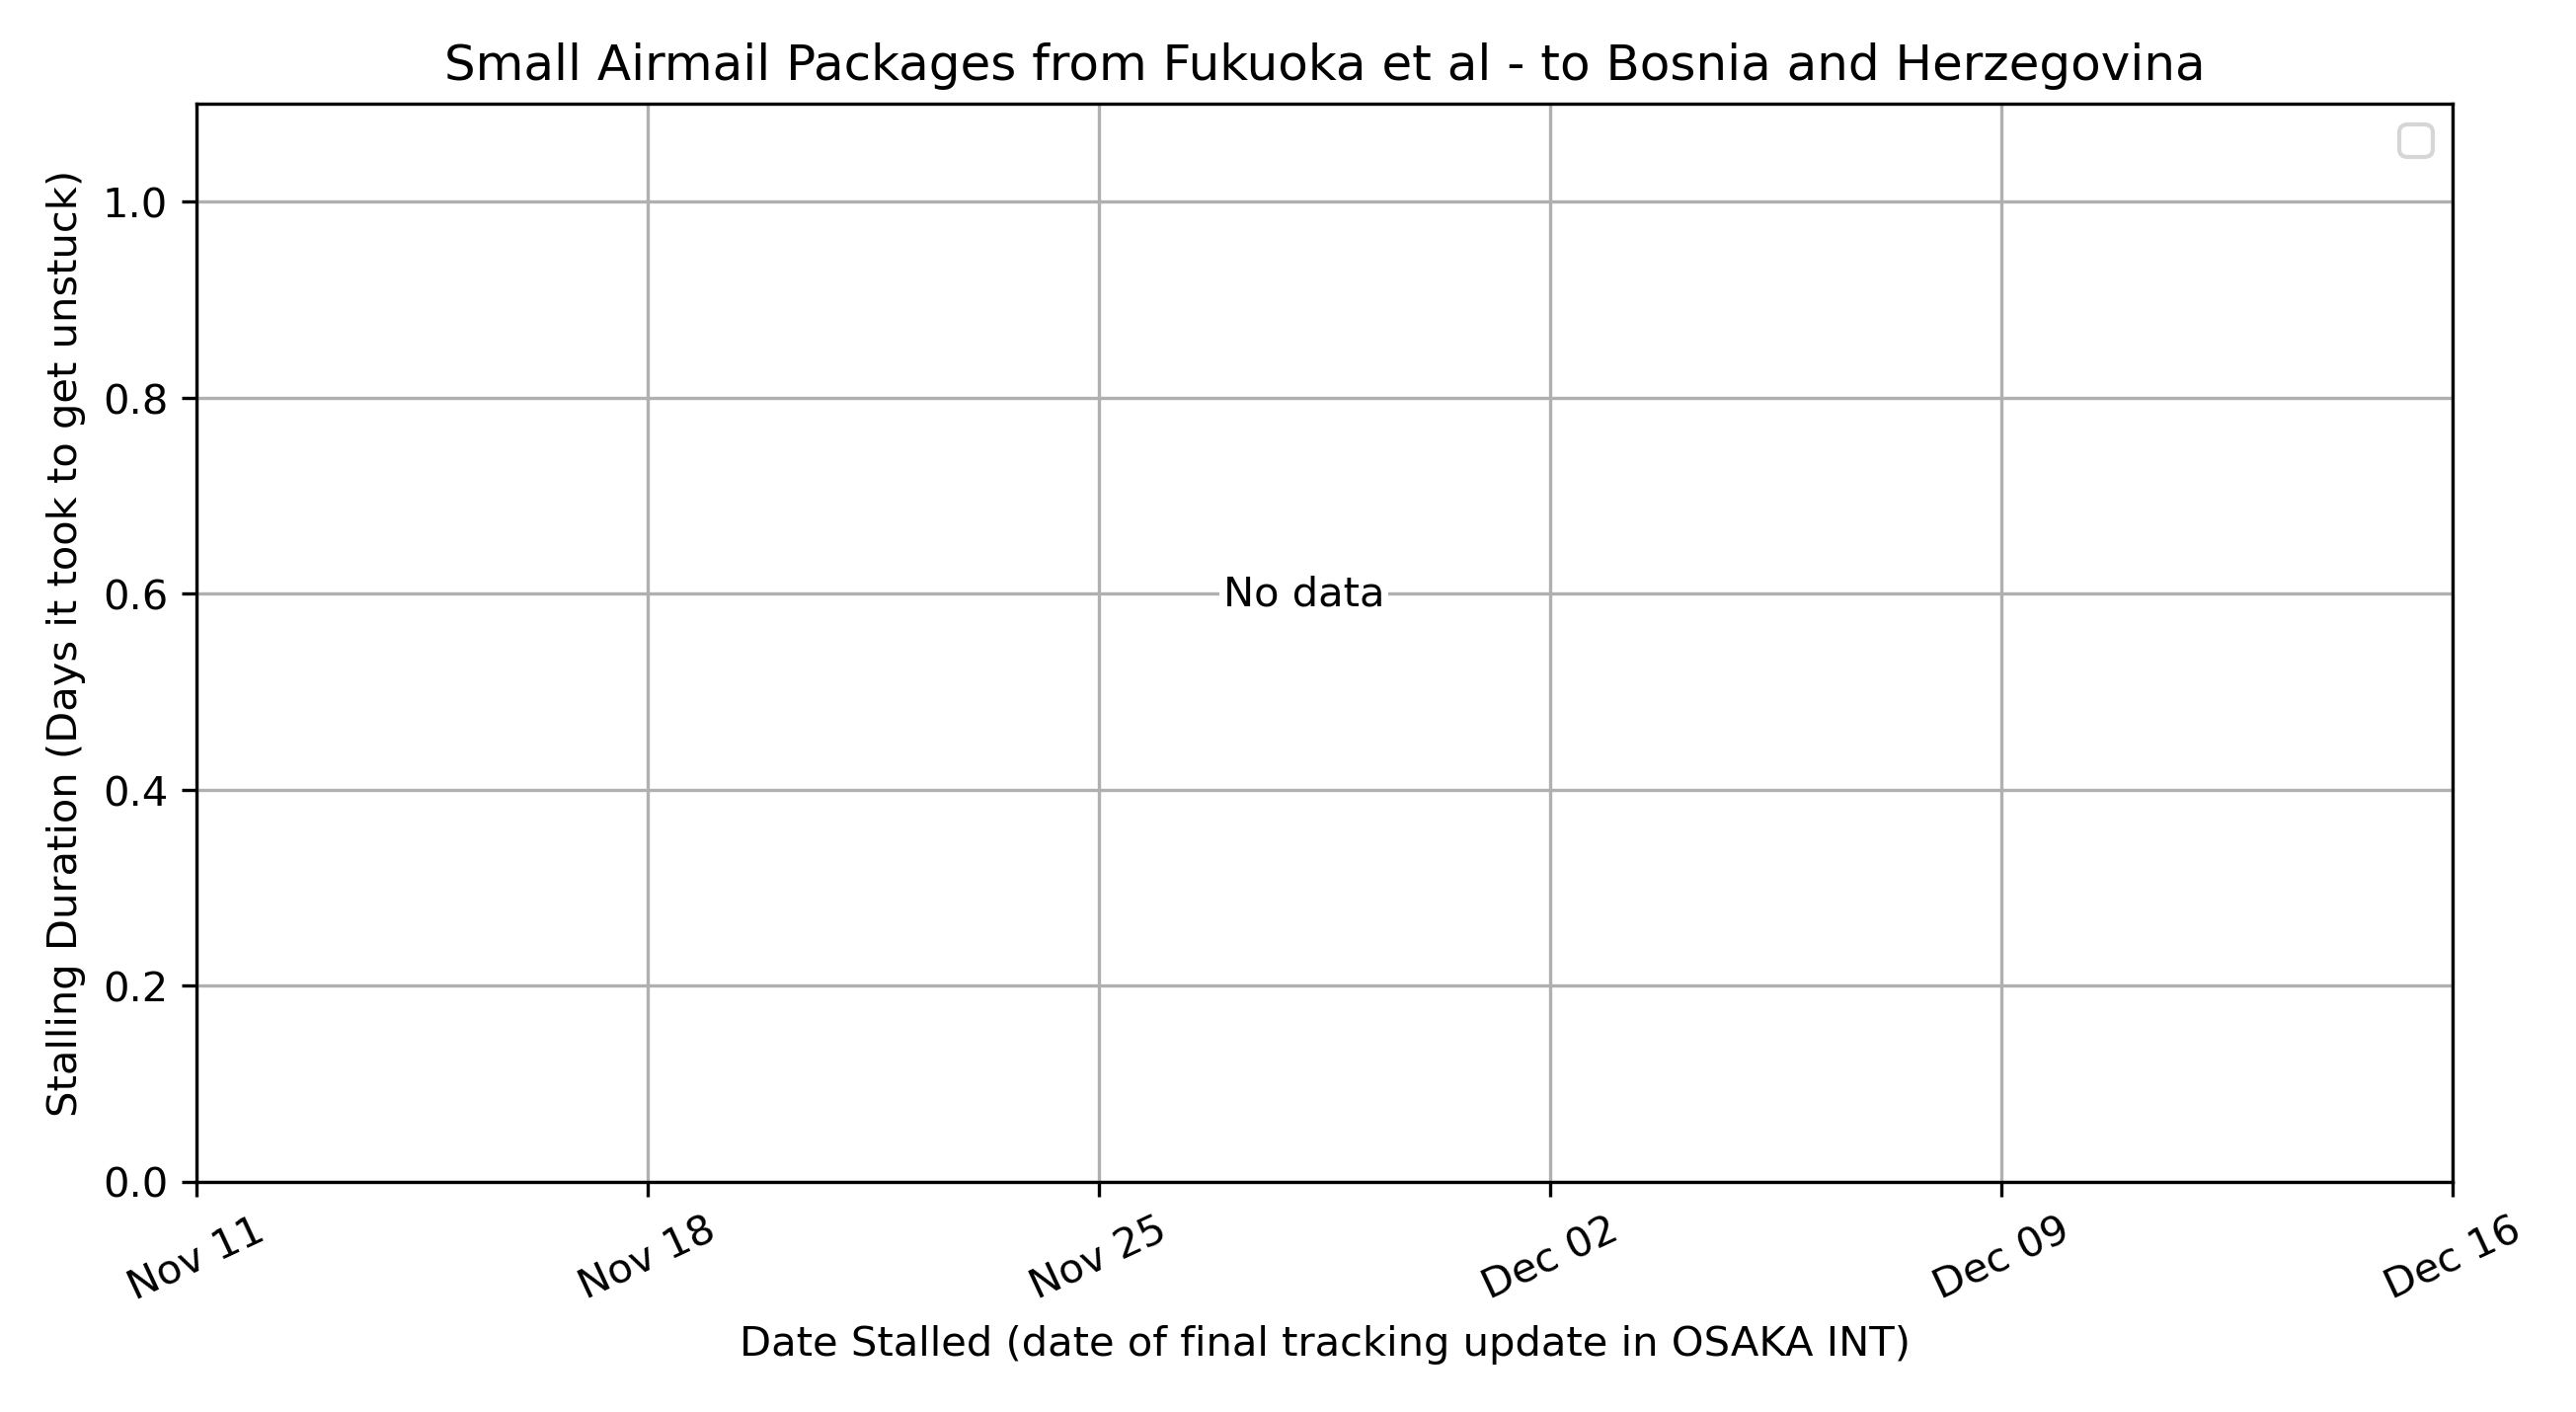 Small Airmail Packages from Fukuoka et al - to Bosnia and Herzegovina
Stalling Duration (Days it took to get unstuck)
1.0
0.8
0.6
0.4
0.2
0.0
No data
Nov 11
Nov 18
Nov 25
Dec 02
Dec 09
Dec 16
Date Stalled (date of final tracking update in OSAKA INT)